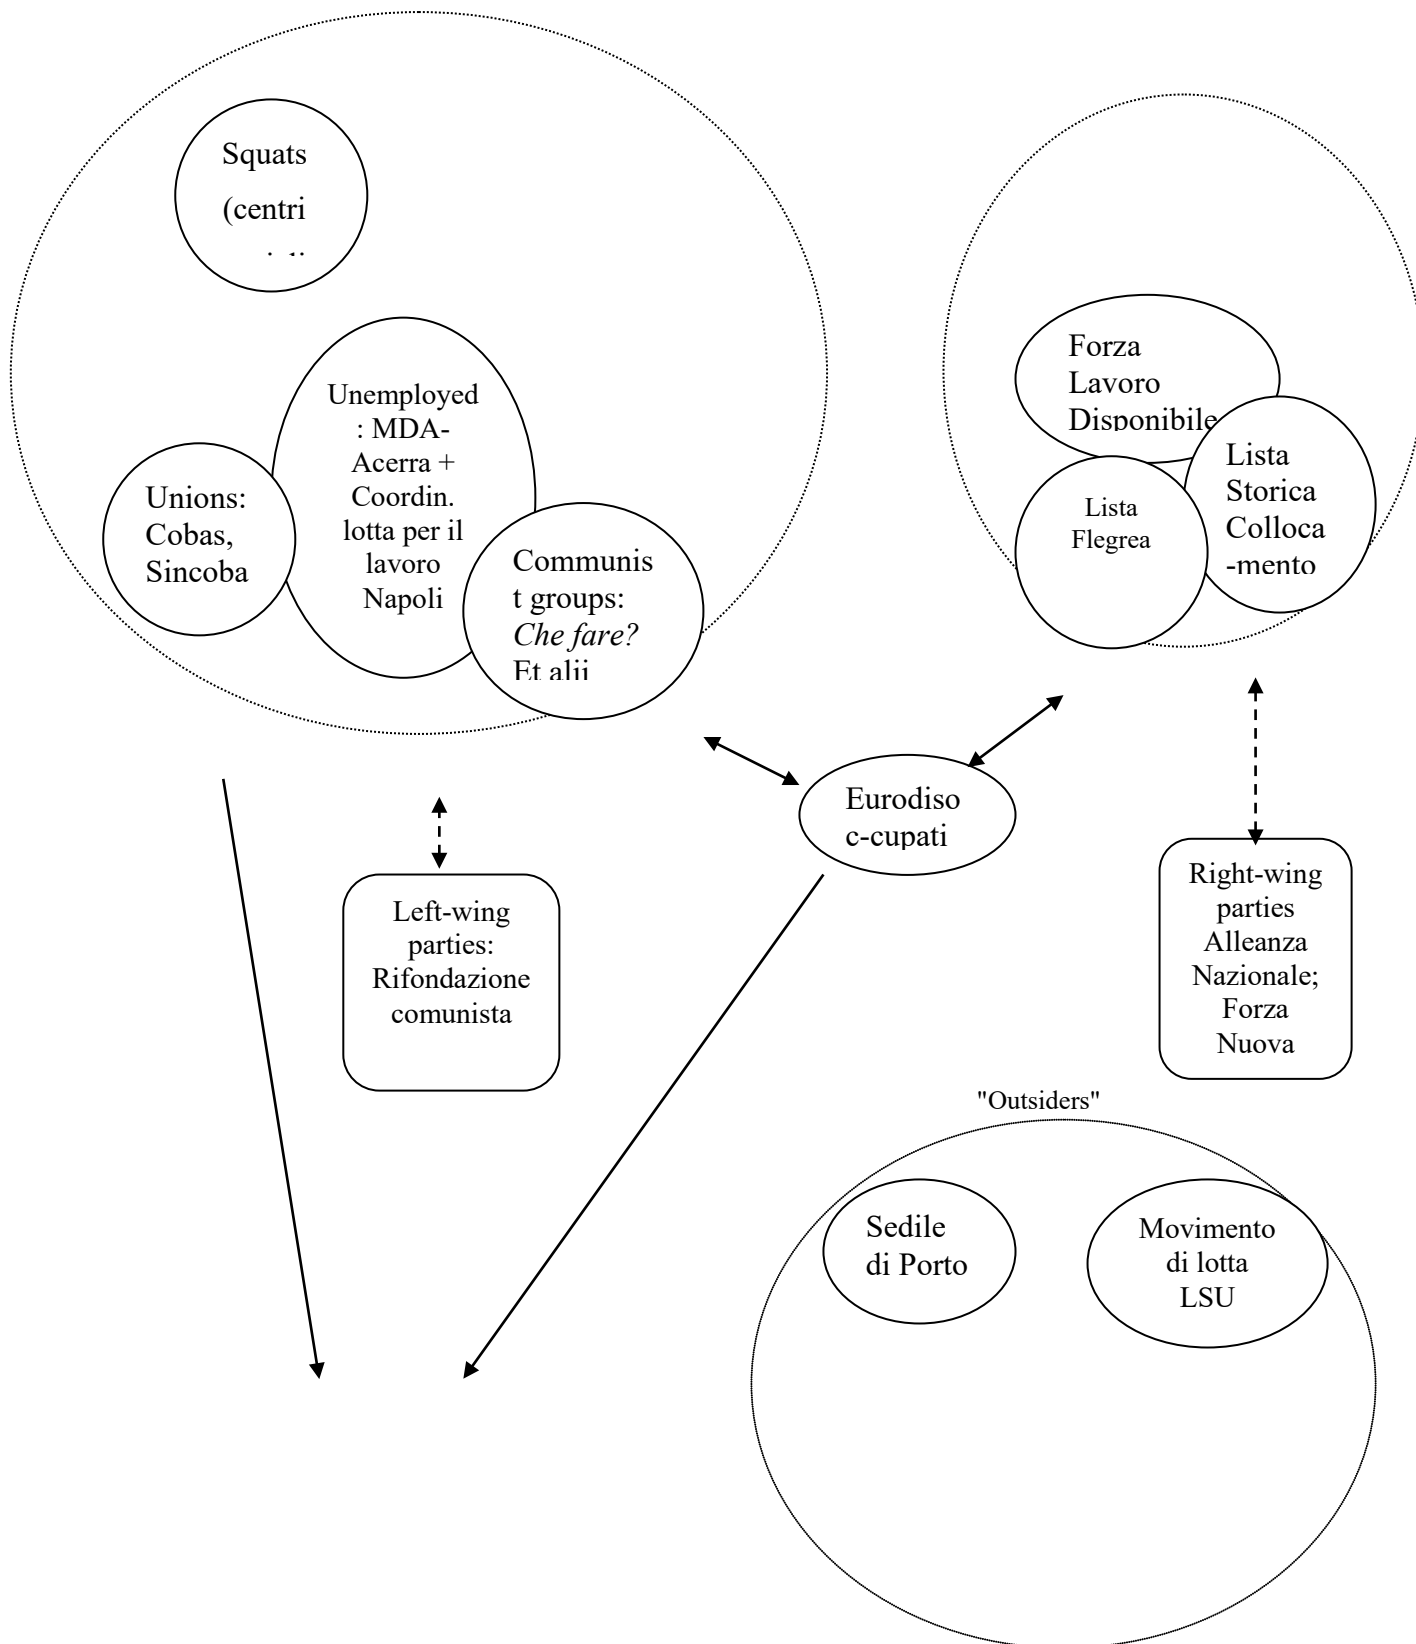 Squats
(centri
Unemployed
: MDA-
Acerra +
Coordin.
lotta per il
lavoro
Napoli
Unions:
Cobas,
Sincoba
Communis
t groups:
Che fare?
Et alii
Forza
Lavoro
Disponibile
Lista
Storica
Colloca
-mento
Lista
Flegrea
Eurodiso
c-cupati
Left-wing
parties:
Rifondazione
comunista
Right-wing
parties
Alleanza
Nazionale;
Forza
Nuova
"Outsiders"
Sedile
di Porto
Movimento
di lotta
LSU